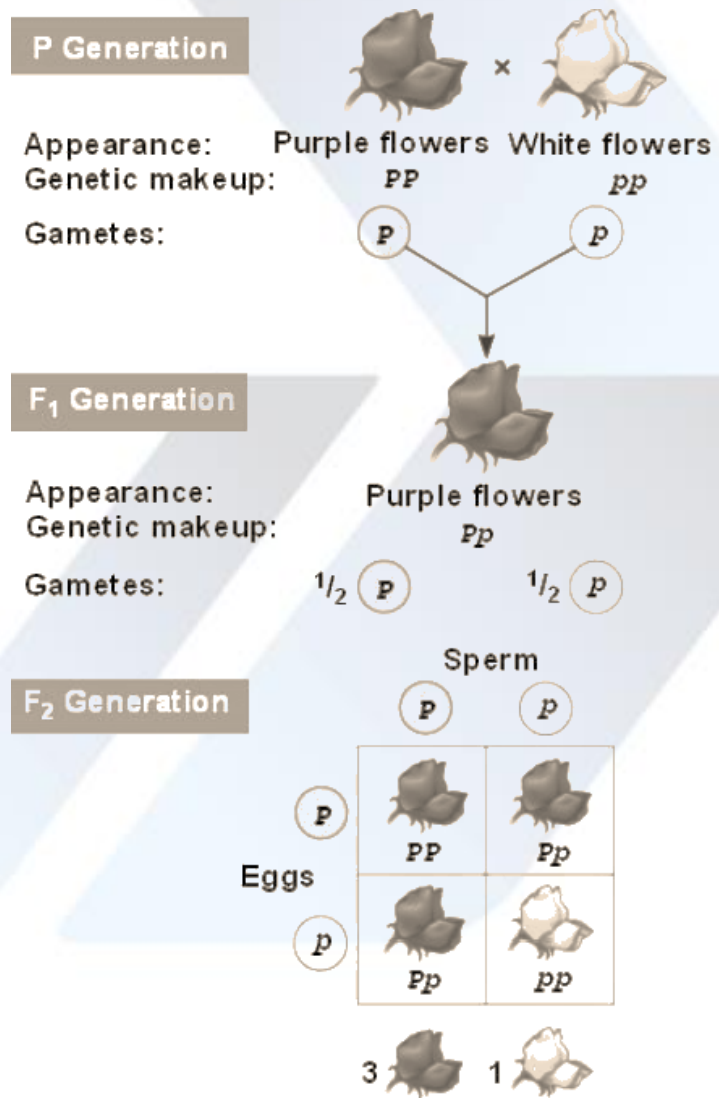 P Generation
×
Appearance: Purple flowers White flowers
Genetic makeup: PP pp
Gametes: P p
F₁ Generation
Appearance: Purple flowers
Genetic makeup: Pp
Gametes: 1/2 P 1/2 p
Sperm
F₂ Generation
P p
P
PP Pp
Eggs
p
Pp pp
3 1